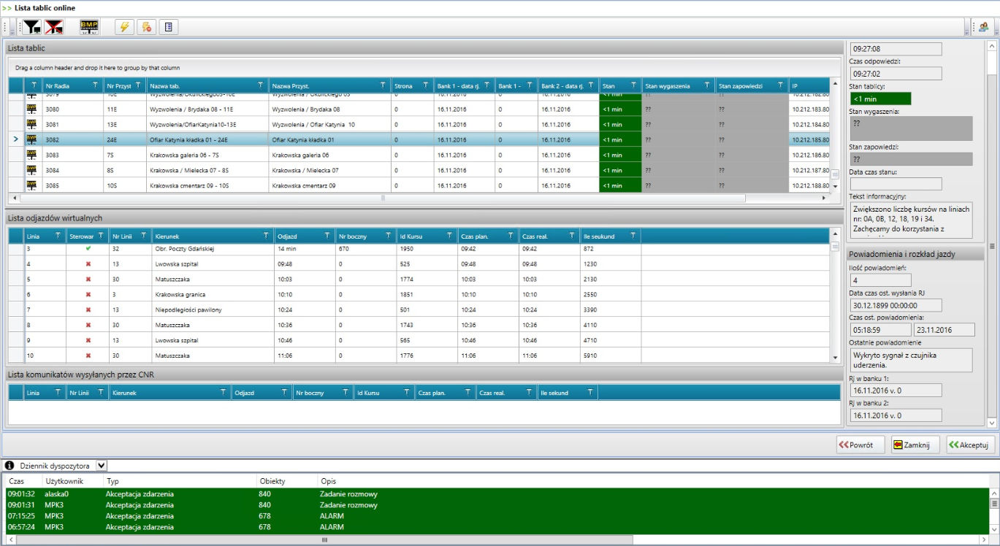 >> Lista tablic online
BMP
Lista tablic
Drag a column header and drop it here to group by that column
Nr Radia Nr Przyst Nazwa tab. Nazwa Przyst. Strona Bank 1 - data rj. Bank 1 - Bank 2 - data rj. Stan Stan wygaszenia Stan zapowiedzi IP
3079 10E Wyzwolenia/Okulickiego05-10E Wyzwolenia / Okulickiego 05 0 16.11.2016 0 16.11.2016 <1 min ?? ?? 10.212.182.80
3080 11E Wyzwolenia / Brydaka 08 - 11E Wyzwolenia / Brydaka 08 0 16.11.2016 0 16.11.2016 <1 min ?? ?? 10.212.183.80
3081 13E Wyzwolenia/OfiarKatynia10-13E Wyzwolenia / Ofiar Katynia 10 0 16.11.2016 0 16.11.2016 <1 min ?? ?? 10.212.184.80
3082 24E Ofiar Katynia kładka 01 - 24E Ofiar Katynia kładka 01 0 16.11.2016 0 16.11.2016 <1 min ?? ?? 10.212.185.80
3083 7S Krakowska galeria 06 - 7S Krakowska galeria 06 0 16.11.2016 0 16.11.2016 <1 min ?? ?? 10.212.186.80
3084 8S Krakowska / Mielecka 07 - 8S Krakowska / Mielecka 07 0 16.11.2016 0 16.11.2016 <1 min ?? ?? 10.212.187.80
3085 10S Krakowska cmentarz 09 - 10S Krakowska cmentarz 09 0 16.11.2016 0 16.11.2016 <1 min ?? ?? 10.212.188.80
Lista odjazdów wirtualnych
Linia Sterowar Nr Linii Kierunek Odjazd Nr boczny Id Kursu Czas plan. Czas real. Ile seukund
3 32 Obr. Poczty Gdańskiej 14 min 670 1950 09:42 09:42 872
4 13 Lwowska szpital 09:48 0 525 09:48 09:48 1230
5 30 Matuszczaka 10:03 0 1774 10:03 10:03 2130
6 3 Krakowska granica 10:10 0 1851 10:10 10:10 2550
7 13 Niepodległości pawilony 10:24 0 501 10:24 10:24 3390
8 30 Matuszczaka 10:36 0 1743 10:36 10:36 4110
9 13 Lwowska szpital 10:46 0 565 10:46 10:46 4710
10 30 Matuszczaka 11:06 0 1776 11:06 11:06 5910
Lista komunikatów wysyłanych przez CNR
Linia Nr Linii Kierunek Odjazd Nr boczny Id Kursu Czas plan. Czas real. Ile sekund
09:27:08
Czas odpowiedzi:
09:27:02
Stan tablicy:
<1 min
Stan wygaszenia:
??
Stan zapowiedzi:
??
Data czas stanu:
Tekst informacyjny:
Zwiększono liczbę kursów na liniach
nr: 0A, 0B, 12, 18, 19 i 34.
Zachęcamy do korzystania z
Powiadomienia i rozkład jazdy
Ilość powiadomień:
4
Data czas ost. wysłania RJ
30.12.1899 00:00:00
Czas ost. powiadomienia:
05:18:59 23.11.2016
Ostatnie powiadomienie
Wykryto sygnał z czujnika
uderzenia.
Rj w banku 1:
16.11.2016 v. 0
Rj w banku 2:
16.11.2016 v. 0
Powrót Zamknij Akceptuj
Dziennik dyspozytora
Czas Użytkownik Typ Obiekty Opis
09:01:32 alaska0 Akceptacja zdarzenia 840 Zadanie rozmowy
09:01:31 MPK3 Akceptacja zdarzenia 840 Zadanie rozmowy
07:15:25 MPK3 Akceptacja zdarzenia 678 ALARM
06:57:24 MPK3 Akceptacja zdarzenia 678 ALARM